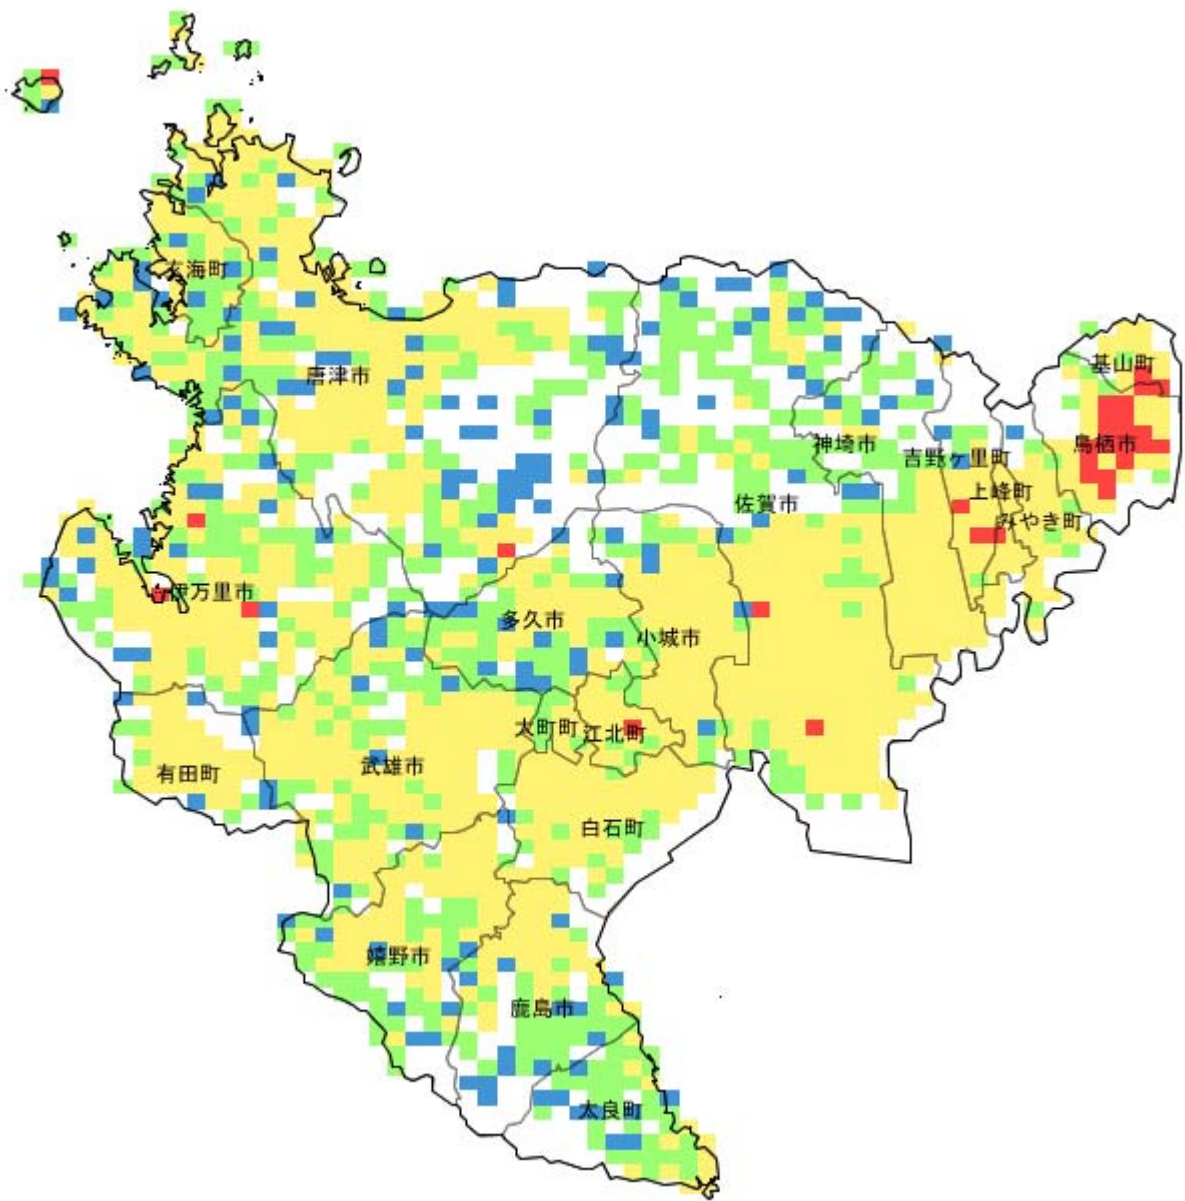 玄海町
基山町
唐津市
神埼市
鳥栖市
吉野ヶ里町
上峰町
佐賀市
みやき町
伊万里市
多久市
小城市
大町町
江北町
有田町
武雄市
白石町
嬉野市
鹿島市
太良町